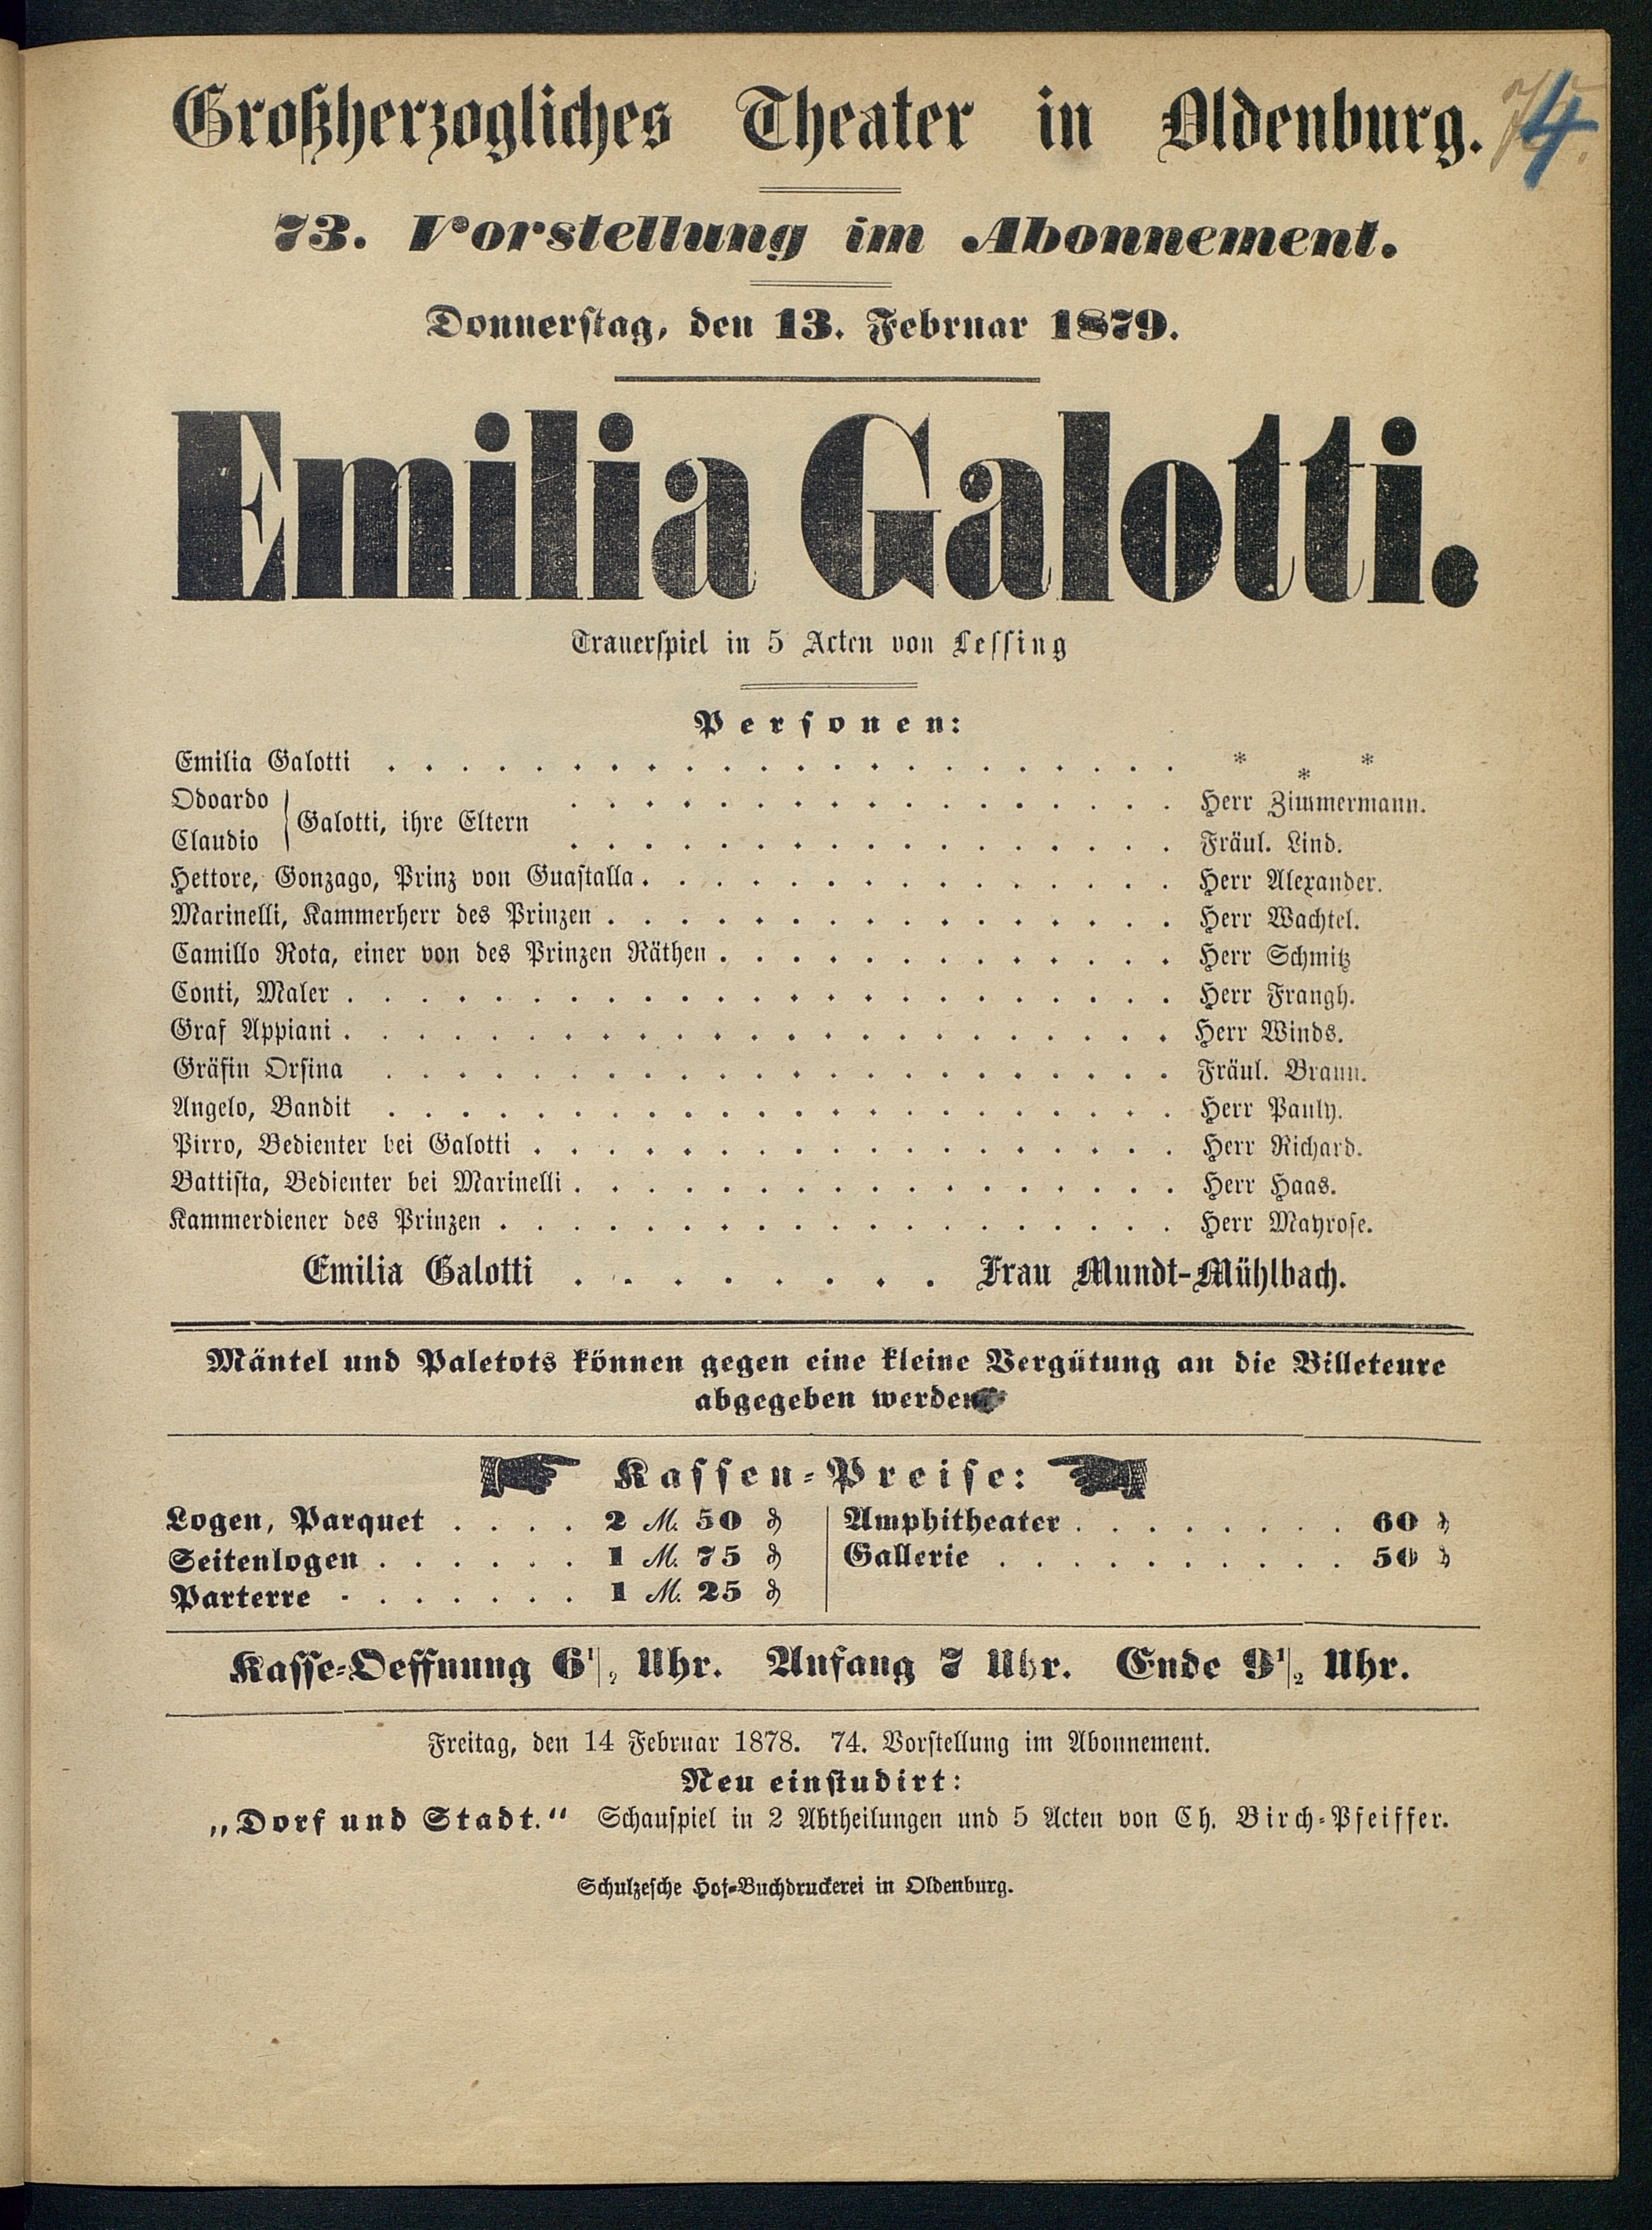 Großherzogliches Theater in Oldenburg.
4
73. Vorstellung im Abonnement.
Donnerstag, den 13. Februar 1879.
Emilia Galotti.
Trauerspiel in 5 Acten von Lessing
Personen:
Emilia Galotti . . . . . . . . . . * * *
Odoardo . . . . . . . . . . Herr Zimmermann.
Galotti, ihre Eltern
Claudio . . . . . . . . . . Fräul. Lind.
Hettore, Gonzago, Prinz von Guastalla . . . . . . . . . . Herr Alexander.
Marinelli, Kammerherr des Prinzen . . . . . . . . . . Herr Wachtel.
Camillo Rota, einer von des Prinzen Räthen . . . . . . . . . . Herr Schmitz
Conti, Maler . . . . . . . . . . Herr Frangh.
Graf Appiani . . . . . . . . . . Herr Winds.
Gräfin Orsina . . . . . . . . . . Fräul. Braun.
Angelo, Bandit . . . . . . . . . . Herr Pauly.
Pirro, Bedienter bei Galotti . . . . . . . . . . Herr Richard.
Battista, Bedienter bei Marinelli . . . . . . . . . . Herr Haas.
Kammerdiener des Prinzen . . . . . . . . . . Herr Mayrose.
Emilia Galotti . . . . . . . . Frau Mundt-Mühlbach.
Mäntel und Paletots können gegen eine kleine Vergütung an die Billeteure
abgegeben werden
Kassen-Preise:
Logen, Parquet . . . . 2 M. 50 ₰
Seitenlogen . . . . . . 1 M. 75 ₰
Parterre . . . . . . . 1 M. 25 ₰
Amphitheater . . . . . . . . 60 ₰
Gallerie . . . . . . . . . . 50 ₰
Kasse-Oeffnung 6 1/2 Uhr. Anfang 7 Uhr. Ende 9 1/2 Uhr.
Freitag, den 14 Februar 1878. 74. Vorstellung im Abonnement.
Neu einstudirt:
„Dorf und Stadt.“ Schauspiel in 2 Abtheilungen und 5 Acten von Ch. Birch-Pfeiffer.
Schulzesche Hof-Buchdruckerei in Oldenburg.